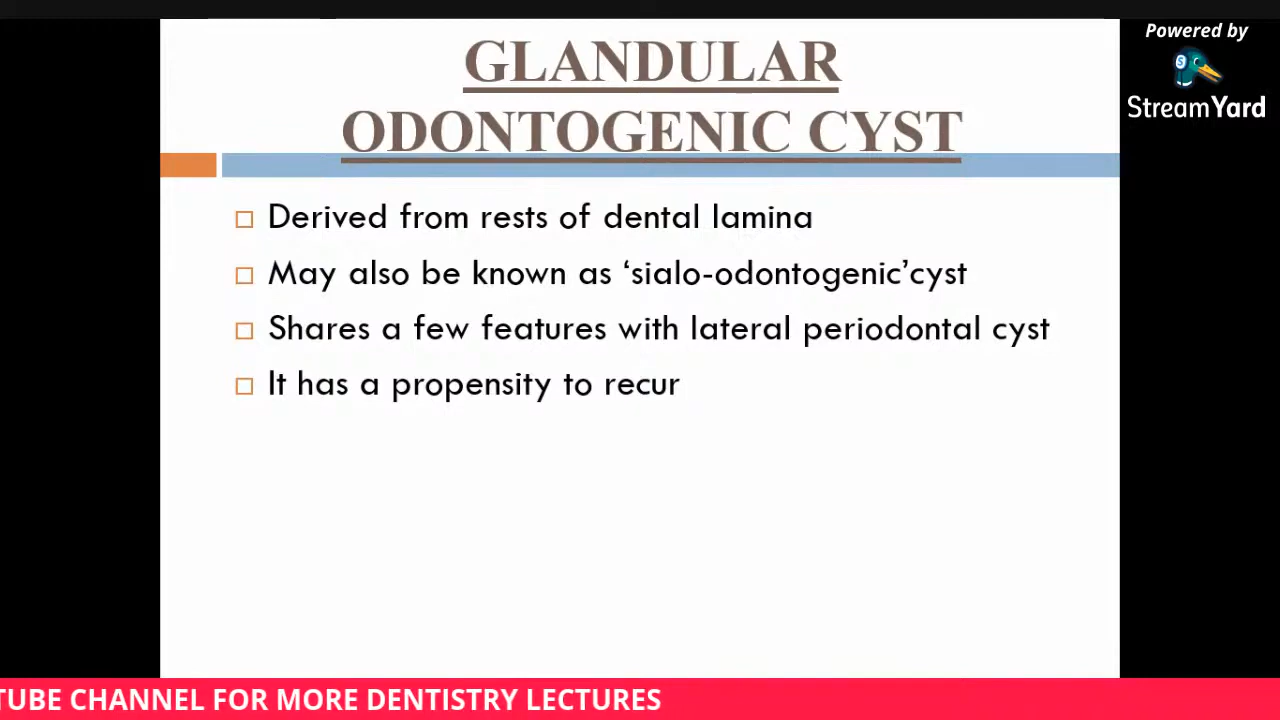 GLANDULAR
ODONTOGENIC CYST
Powered by
StreamYard
Derived from rests of dental lamina
May also be known as ‘sialo-odontogenic’cyst
Shares a few features with lateral periodontal cyst
It has a propensity to recur
TUBE CHANNEL FOR MORE DENTISTRY LECTURES